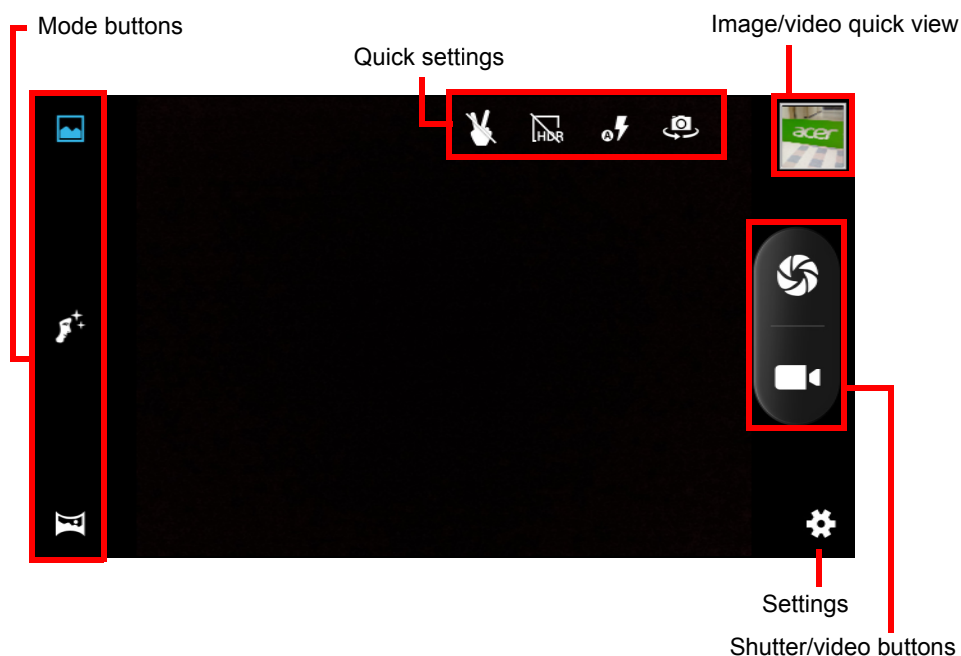 Mode buttons
Image/video quick view
Quick settings
HDR
A
acer
Settings
Shutter/video buttons